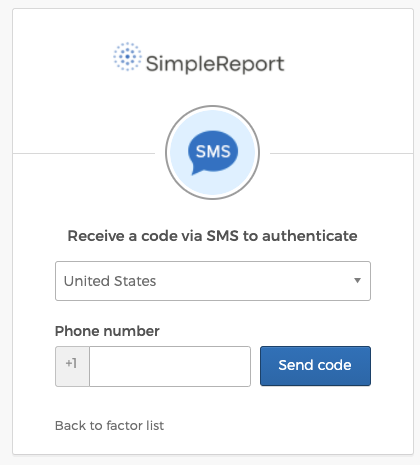 SimpleReport
SMS
Receive a code via SMS to authenticate
United States
Phone number
+1
Send code
Back to factor list